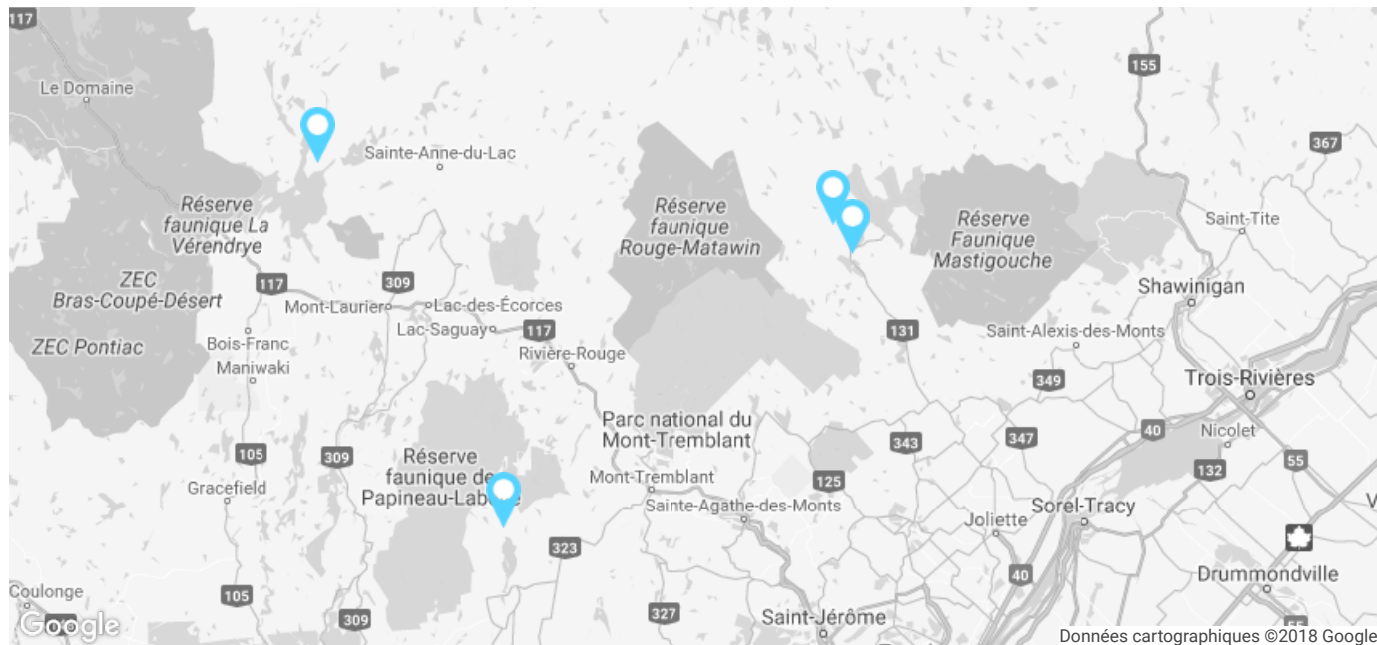 117
155
Le Domaine
367
Sainte-Anne-du-Lac
Réserve
faunique La
Vérendrye
Réserve
faunique
Rouge-Matawin
Réserve
Faunique
Mastigouche
Saint-Tite
ZEC
Bras-Coupé-Désert
117
309
Mont-Laurier
Lac-des-Écorces
Shawinigan
Lac-Saguay
117
131
Saint-Alexis-des-Monts
ZEC Pontiac
Bois-Franc
Rivière-Rouge
Maniwaki
349
Trois-Rivières
Parc national du
Mont-Tremblant
40
Nicolet
343
347
105
309
Réserve
faunique de
55
132
Gracefield
Mont-Tremblant
125
Sainte-Agathe-des-Monts
Joliette
Sorel-Tracy
323
40
Drummondville
Coulonge
105
309
327
Saint-Jérôme
Google
55
Données cartographiques ©2018 Google